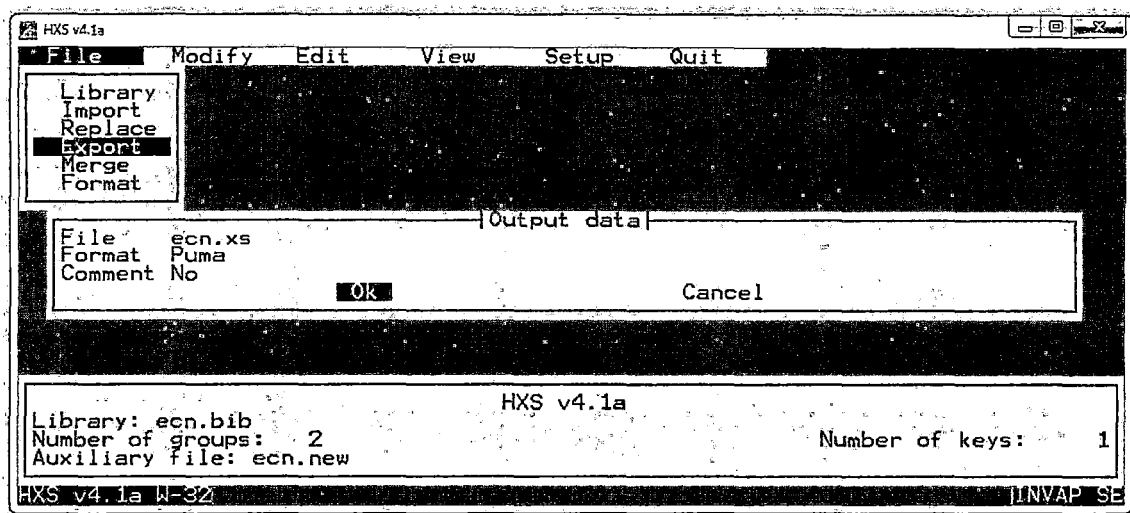 HXS v4.1a
File Modify Edit View Setup Quit
Library
Import
Replace
Export
Merge
Format
Output data
File ecn.xs
Format Puma
Comment No
Ok Cancel
HXS v4.1a
Library: ecn.bib
Number of groups: 2 Number of keys: 1
Auxiliary file: ecn.new
HXS v4.1a W-32 INVAP SE